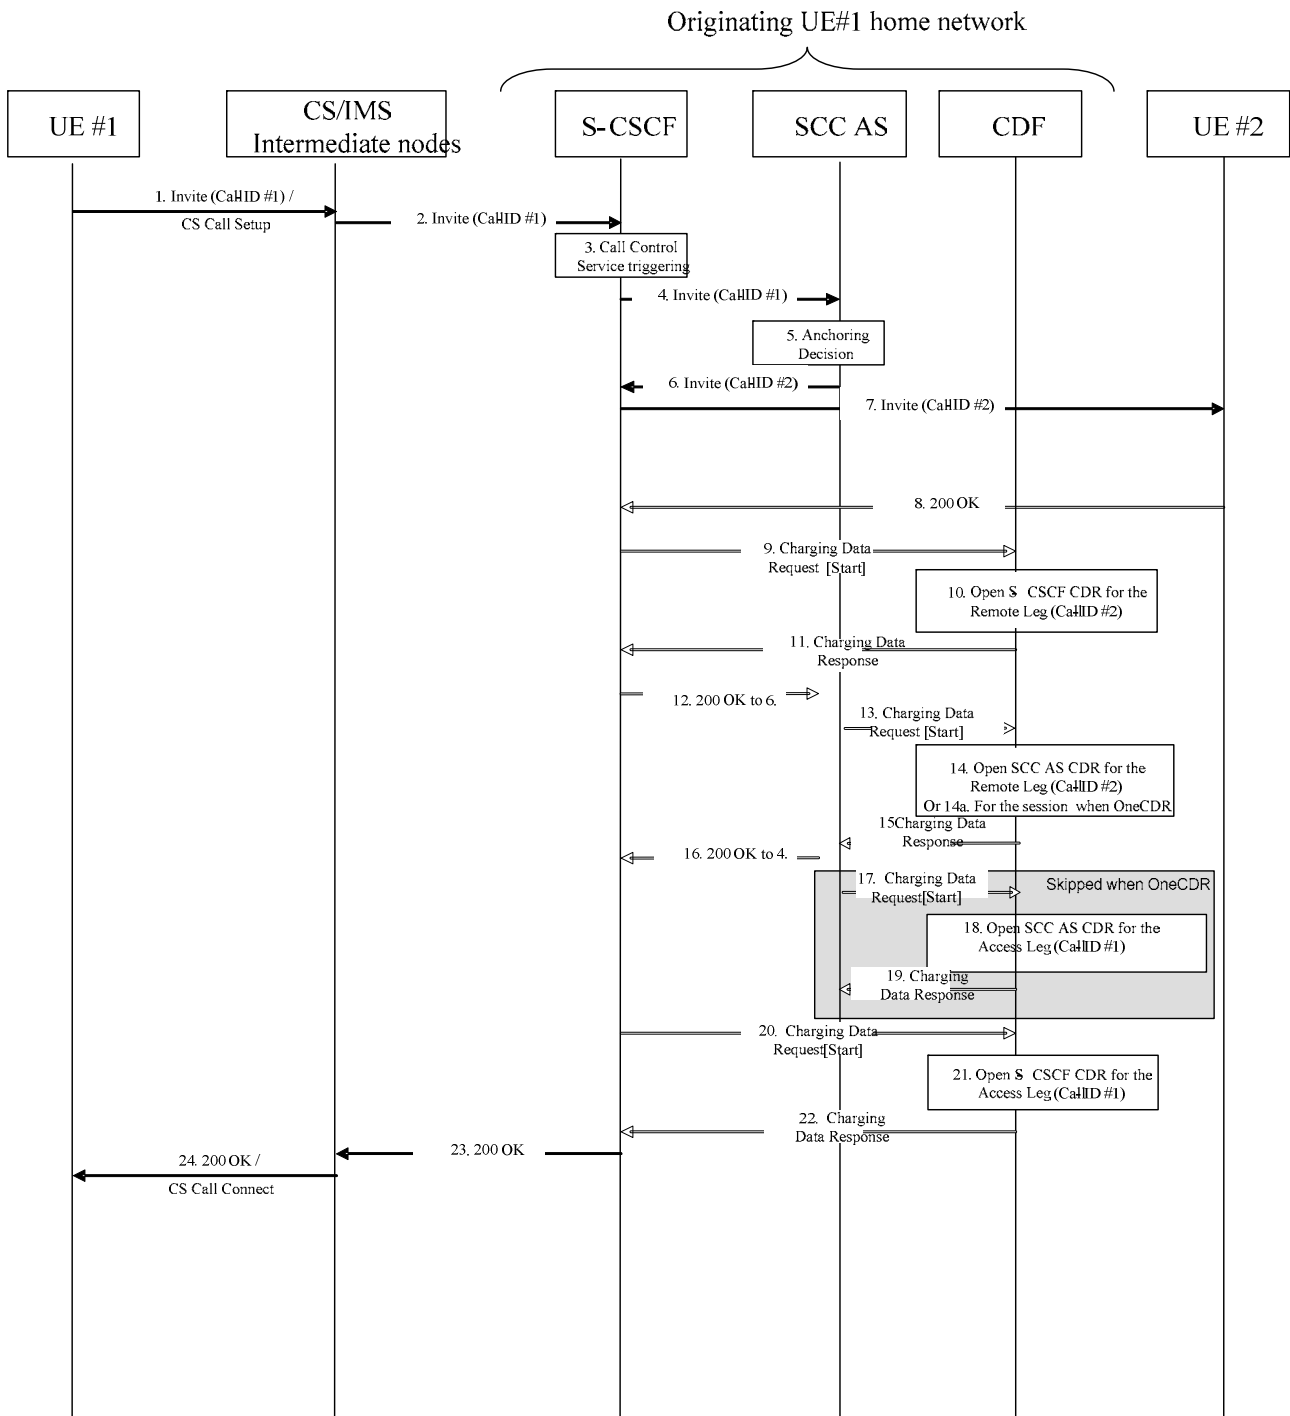 Originating UE#1 home network
UE #1
CS/IMS
Intermediate nodes
S-CSCF
SCC AS
CDF
UE #2
1. Invite (Call-ID #1) /
CS Call Setup
2. Invite (Call-ID #1)
3. Call Control
Service triggering
4. Invite (Call-ID #1)
5. Anchoring
Decision
6. Invite (Call-ID #2)
7. Invite (Call-ID #2)
8. 200 OK
9. Charging Data
Request [Start]
10. Open S-CSCF CDR for the
Remote Leg (Call-ID #2)
11. Charging Data
Response
12. 200 OK to 6.
13. Charging Data
Request [Start]
14. Open SCC AS CDR for the
Remote Leg (Call-ID #2)
Or 14a. For the session when OneCDR
15Charging Data
Response
16. 200 OK to 4.
17. Charging Data
Request[Start]
Skipped when OneCDR
18. Open SCC AS CDR for the
Access Leg (Call-ID #1)
19. Charging
Data Response
20. Charging Data
Request[Start]
21. Open S-CSCF CDR for the
Access Leg (Call-ID #1)
22. Charging
Data Response
23. 200 OK
24. 200 OK /
CS Call Connect